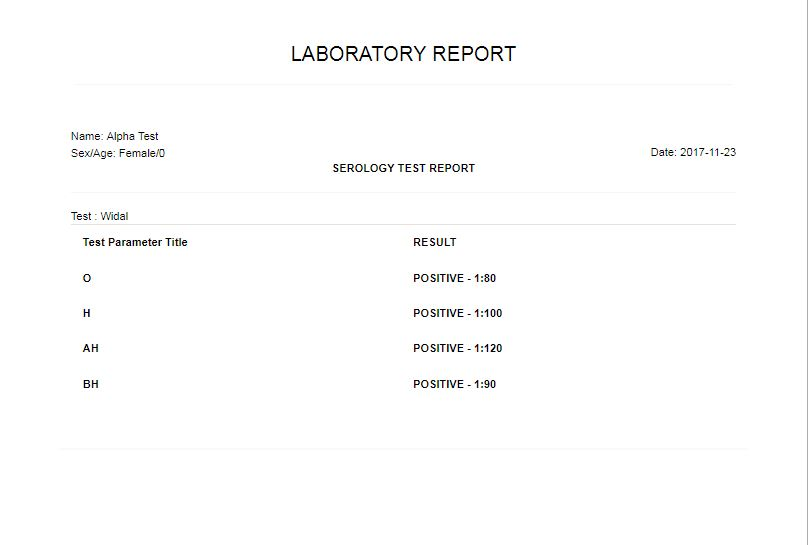 LABORATORY REPORT
Name: Alpha Test
Sex/Age: Female/0
Date: 2017-11-23
SEROLOGY TEST REPORT
Test : Widal
Test Parameter Title RESULT
O POSITIVE - 1:80
H POSITIVE - 1:100
AH POSITIVE - 1:120
BH POSITIVE - 1:90